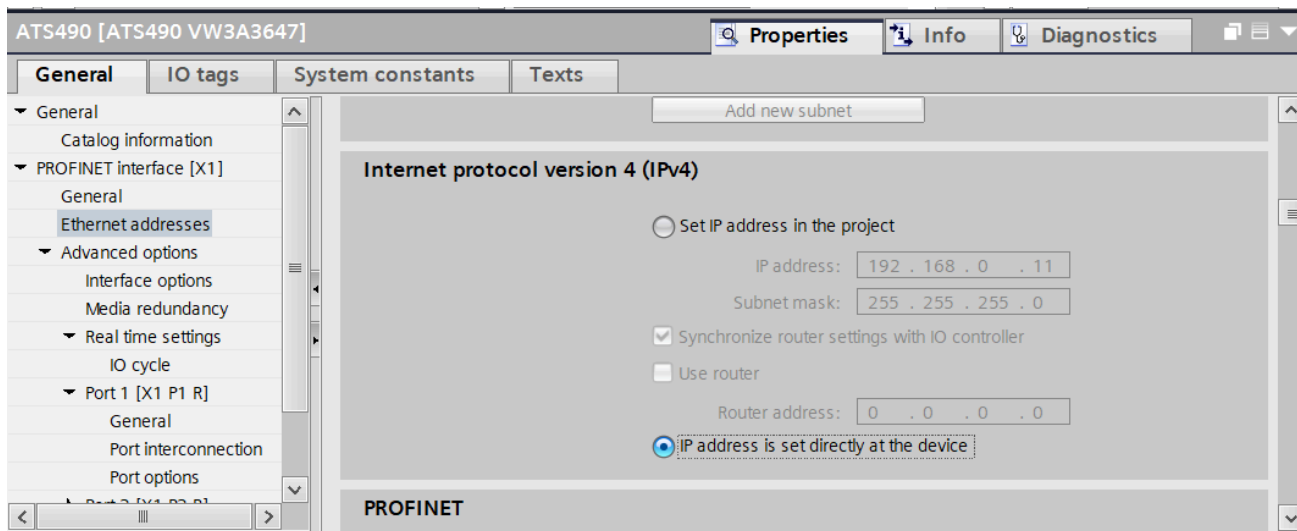 ATS490 [ATS490 VW3A3647]
Properties
Info
Diagnostics
General
IO tags
System constants
Texts
General
Catalog information
PROFINET interface [X1]
General
Ethernet addresses
Advanced options
Interface options
Media redundancy
Real time settings
IO cycle
Port 1 [X1 P1 R]
General
Port interconnection
Port options
Port 2 [X1 P2 R]
Add new subnet
Internet protocol version 4 (IPv4)
Set IP address in the project
IP address: 192 . 168 . 0 . 11
Subnet mask: 255 . 255 . 255 . 0
Synchronize router settings with IO controller
Use router
Router address: 0 . 0 . 0 . 0
IP address is set directly at the device
PROFINET